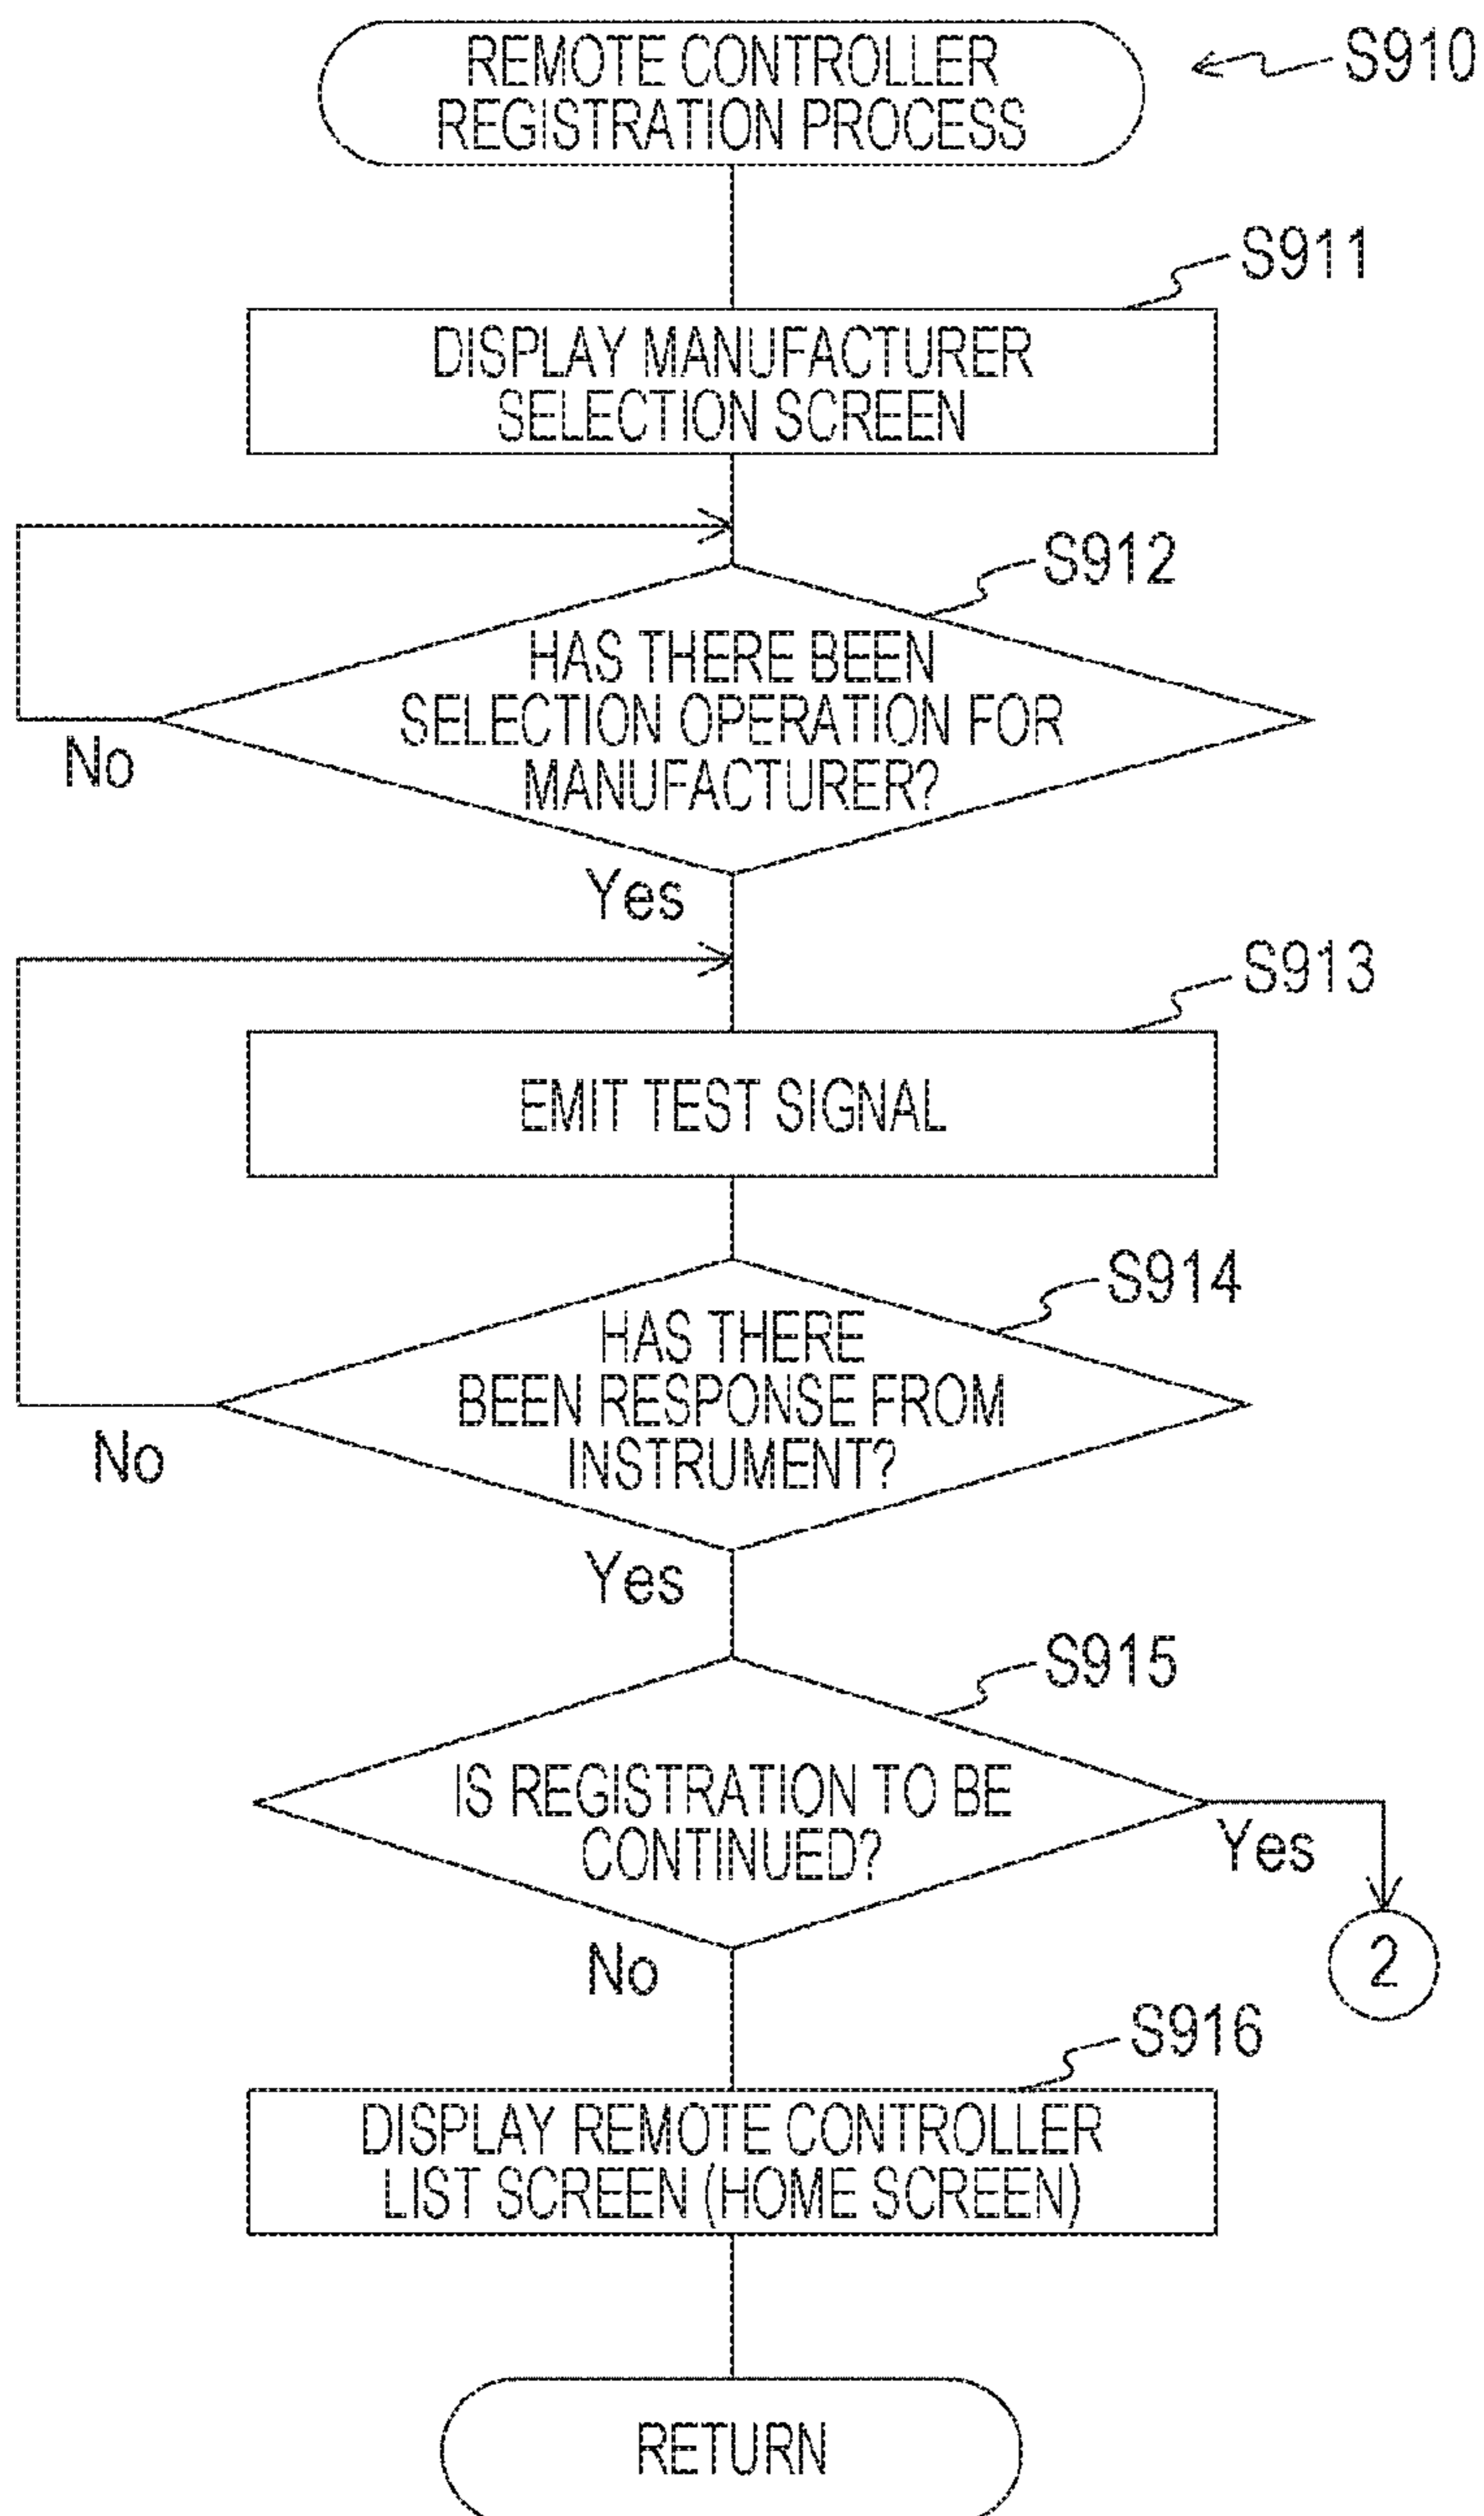 REMOTE CONTROLLER
REGISTRATION PROCESS
S910
S911
DISPLAY MANUFACTURER
SELECTION SCREEN
S912
HAS THERE BEEN
SELECTION OPERATION FOR
MANUFACTURER?
No
Yes
S913
EMIT TEST SIGNAL
S914
HAS THERE
BEEN RESPONSE FROM
INSTRUMENT?
No
Yes
S915
IS REGISTRATION TO BE
CONTINUED?
Yes
2
No
S916
DISPLAY REMOTE CONTROLLER
LIST SCREEN (HOME SCREEN)
RETURN